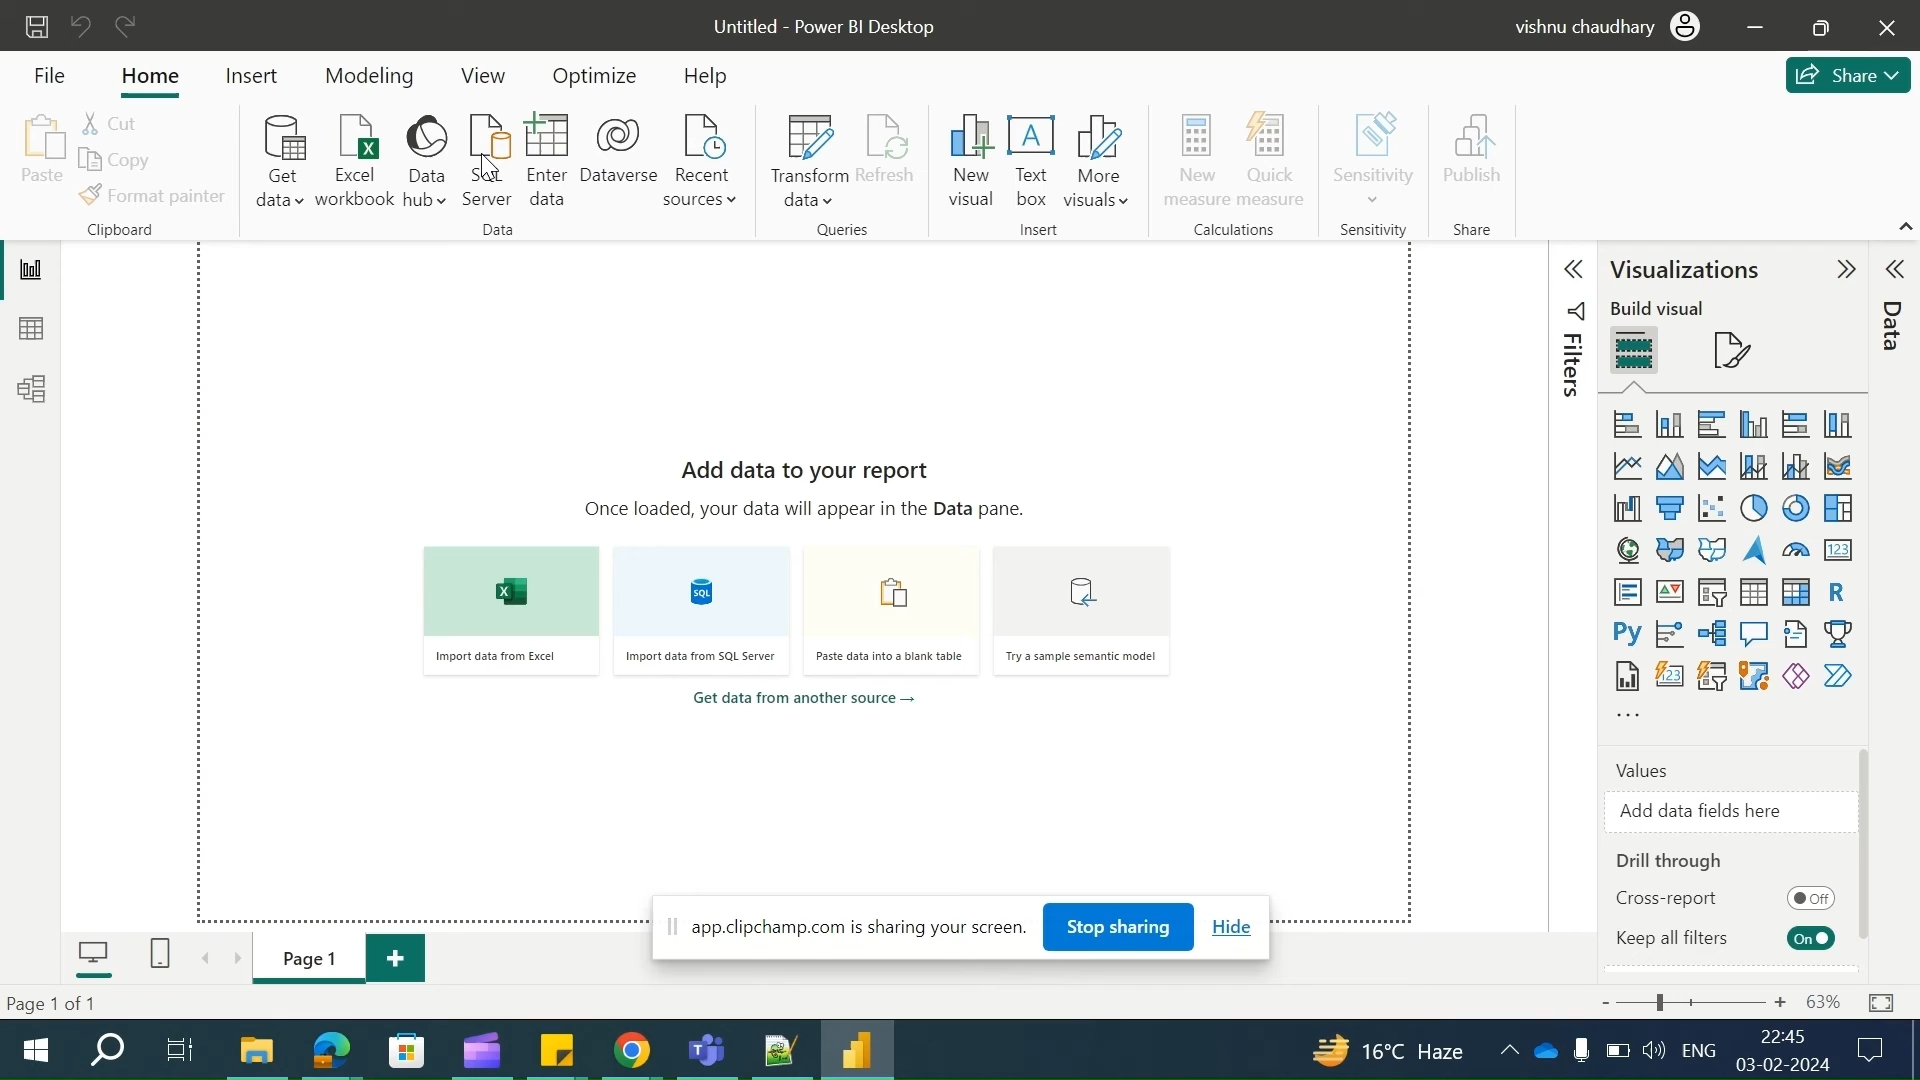 Untitled - Power BI Desktop
vishnu chaudhary
File
Home
Insert
Modeling
View
Optimize
Help
Share
Paste
Cut
Copy
Format painter
Clipboard
Get data
Excel workbook
Data hub
SQL Server
Enter data
Dataverse
Recent sources
Data
Transform data
Refresh
Queries
New visual
Text box
More visuals
Insert
New measure
Quick measure
Calculations
Sensitivity
Sensitivity
Publish
Share
Add data to your report
Once loaded, your data will appear in the Data pane.
SQL
Import data from Excel
Import data from SQL Server
Paste data into a blank table
Try a sample semantic model
Get data from another source →
Filters
Visualizations
Build visual
123
R
Py
123
...
Values
Add data fields here
Drill through
Cross-report
Off
Keep all filters
On
Data
app.clipchamp.com is sharing your screen.
Stop sharing
Hide
Page 1
+
Page 1 of 1
- + 63%
16°C Haze
ENG
22:45
03-02-2024